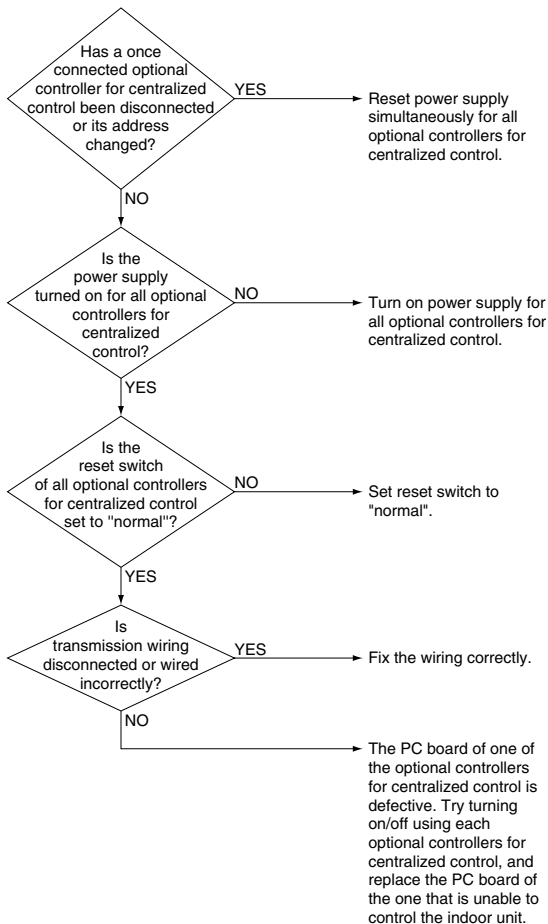 Has a once
connected optional
controller for centralized
control been disconnected
or its address
changed?
YES
Reset power supply
simultaneously for all
optional controllers for
centralized control.
NO
Is the
power supply
turned on for all optional
controllers for
centralized
control?
NO
Turn on power supply for
all optional controllers for
centralized control.
YES
Is the
reset switch
of all optional controllers
for centralized control
set to "normal"?
NO
Set reset switch to
"normal".
YES
Is
transmission wiring
disconnected or wired
incorrectly?
YES
Fix the wiring correctly.
NO
The PC board of one of
the optional controllers
for centralized control is
defective. Try turning
on/off using each
optional controllers for
centralized control, and
replace the PC board of
the one that is unable to
control the indoor unit.